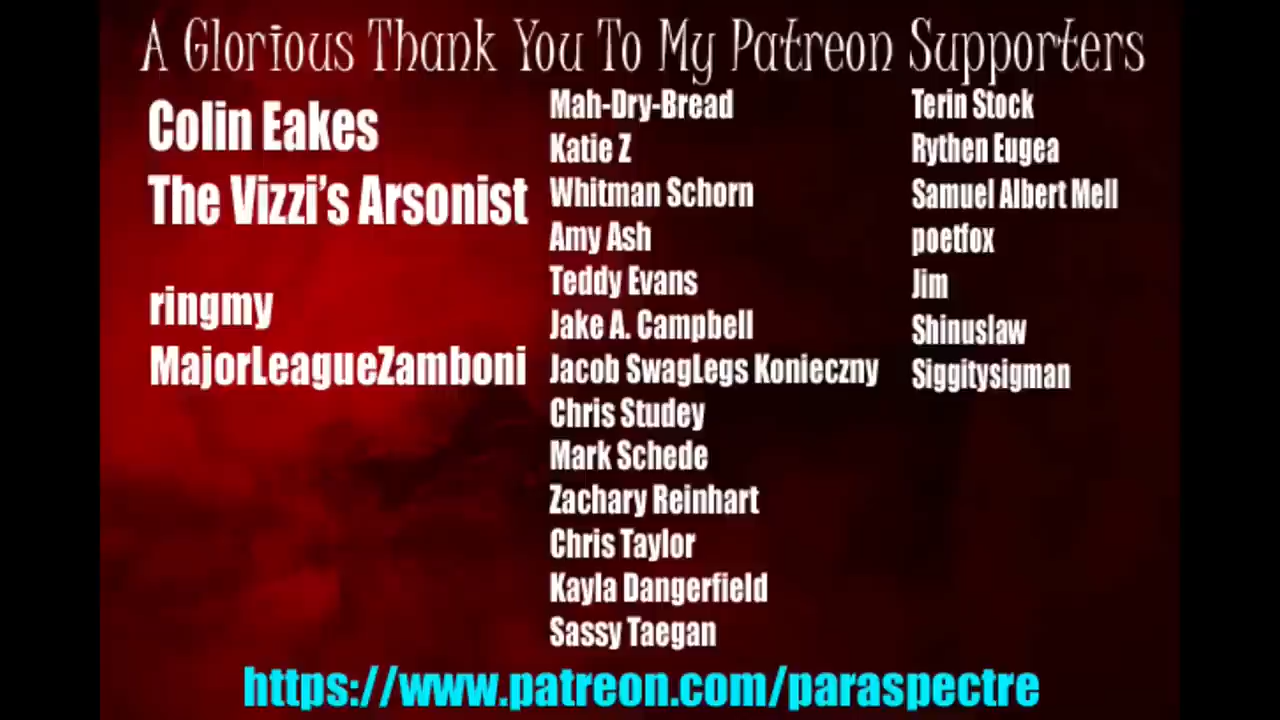 A Glorious Thank You To My Patreon Supporters
Colin Eakes
The Vizzi's Arsonist
ringmy
MajorLeagueZamboni
Mah-Dry-Bread
Katie Z
Whitman Schorn
Amy Ash
Teddy Evans
Jake A. Campbell
Jacob SwagLegs Konieczny
Chris Studey
Mark Schede
Zachary Reinhart
Chris Taylor
Kayla Dangerfield
Sassy Taegan
Terin Stock
Rythen Eugea
Samuel Albert Mell
poetfox
Jim
Shinuslaw
Siggitysigman
https://www.patreon.com/paraspectre